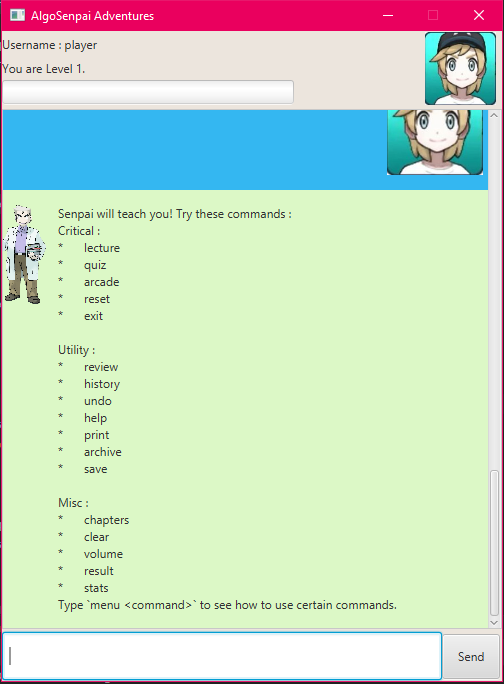 AlgoSenpai Adventures
Username : player
You are Level 1.
Senpai will teach you! Try these commands :
Critical :
* lecture
* quiz
* arcade
* reset
* exit
Utility :
* review
* history
* undo
* help
* print
* archive
* save
Misc :
* chapters
* clear
* volume
* result
* stats
Type `menu <command>` to see how to use certain commands.
Send